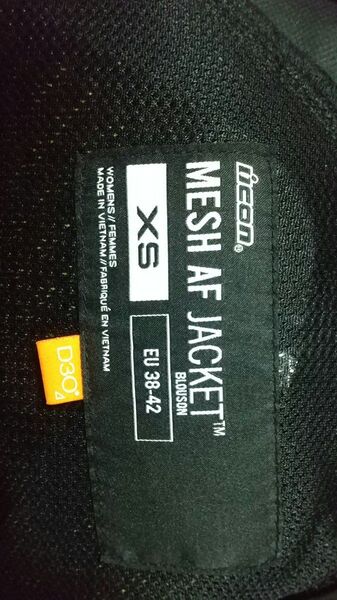 icon®
MESH AF JACKET™
BLOUSON
XS
EU 38-42
WOMENS//FEMMES
MADE IN VIETNAM//FABRIQUÉ EN VIETNAM
D3O